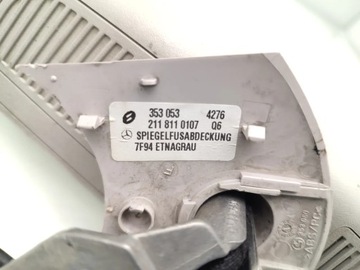 353 053 4276
211 811 0107 Q6
SPIEGELFUSABDECKUNG
7F94 ETNAGRAU